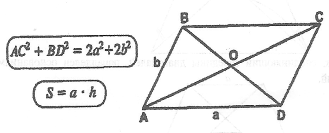 AC² + BD² = 2a²+2b²
S = a · h
B
C
b
O
A
a
D